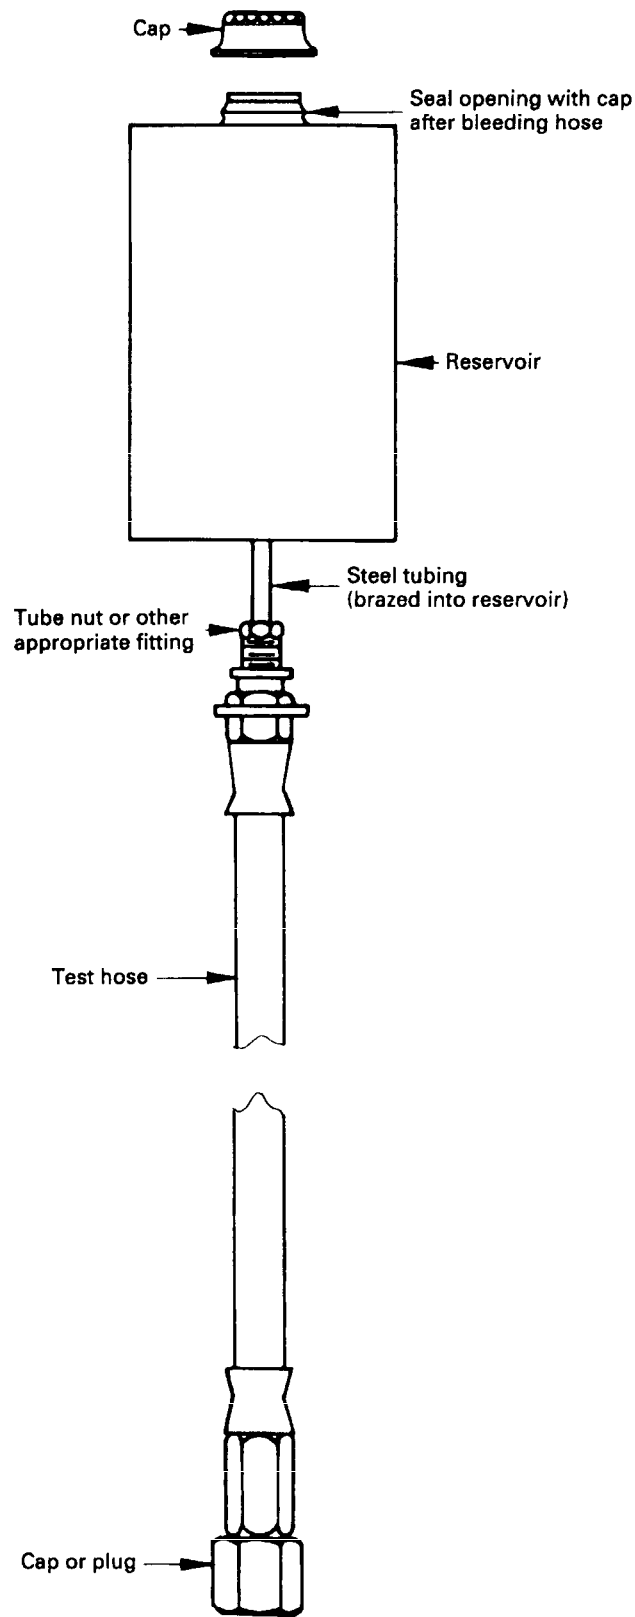 Cap
Seal opening with cap
after bleeding hose
Reservoir
Steel tubing
(brazed into reservoir)
Tube nut or other
appropriate fitting
Test hose
Cap or plug